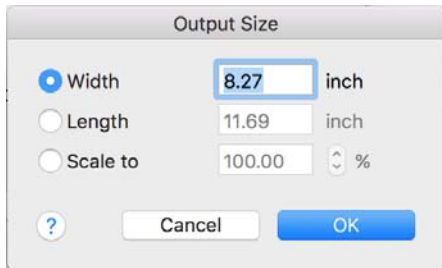 Output Size
Width 8.27 inch
Length 11.69 inch
Scale to 100.00 %
? Cancel OK